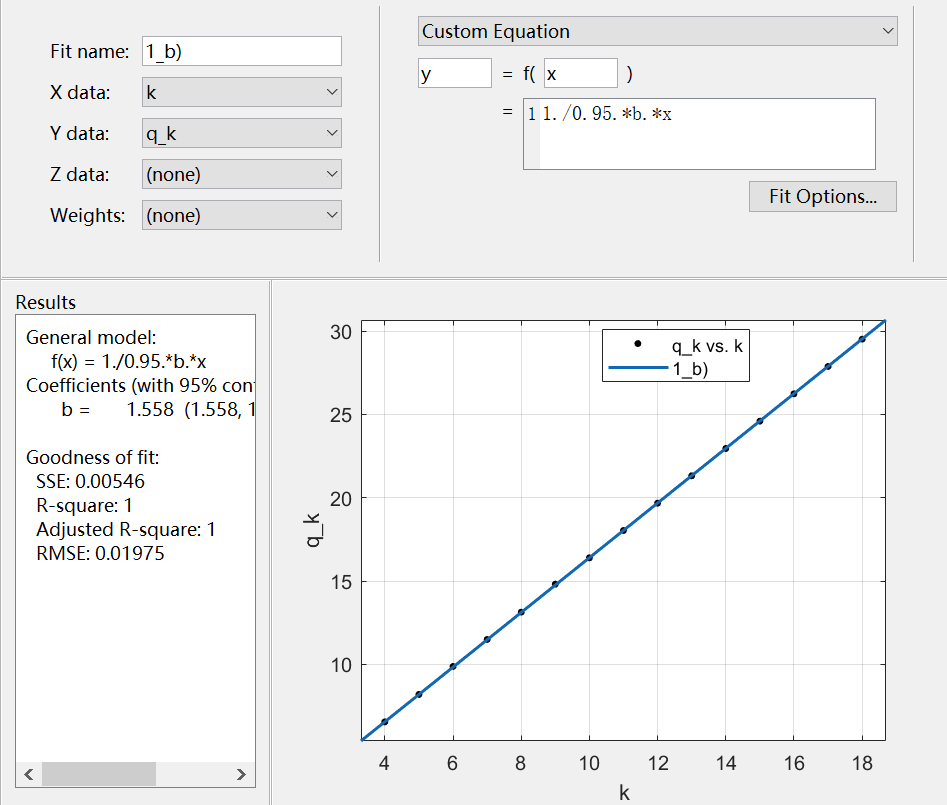 Fit name: 1_b)
X data: k
Y data: q_k
Z data: (none)
Weights: (none)
Custom Equation
y = f( x )
= 1 1./0.95.*b.*x
Fit Options...
Results
General model:
f(x) = 1./0.95.*b.*x
Coefficients (with 95% con
b = 1.558 (1.558, 1
Goodness of fit:
SSE: 0.00546
R-square: 1
Adjusted R-square: 1
RMSE: 0.01975
q_k vs. k
1_b)
30
25
20
15
10
q_k
4 6 8 10 12 14 16 18
k